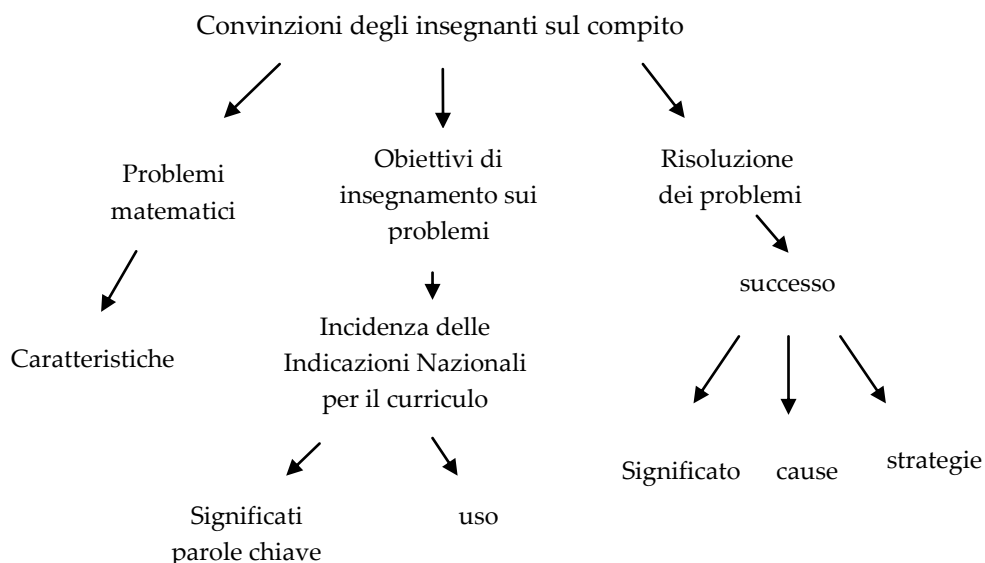 Convinzioni degli insegnanti sul compito
Problemi
matematici
Obiettivi di
insegnamento sui
problemi
Risoluzione
dei problemi
successo
Caratteristiche
Incidenza delle
Indicazioni Nazionali
per il curriculo
Significato
cause
strategie
Significati
parole chiave
uso